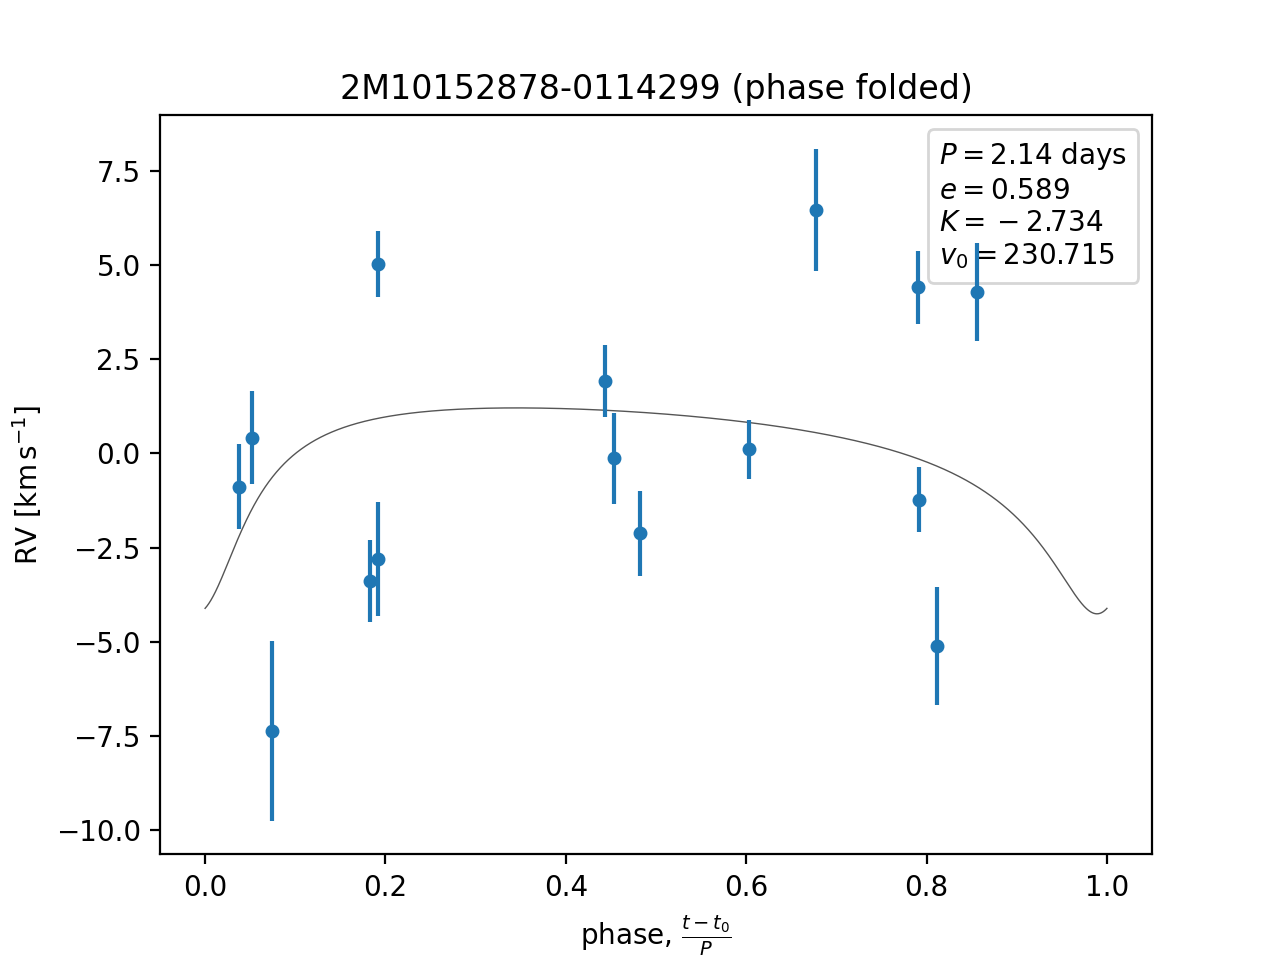 2M10152878-0114299 (phase folded)
P = 2.14 days
e = 0.589
K = −2.734
v₀ = 230.715
7.5
5.0
2.5
0.0
−2.5
−5.0
−7.5
−10.0
RV [km s⁻¹]
0.0 0.2 0.4 0.6 0.8 1.0
phase, (t − t₀)/P